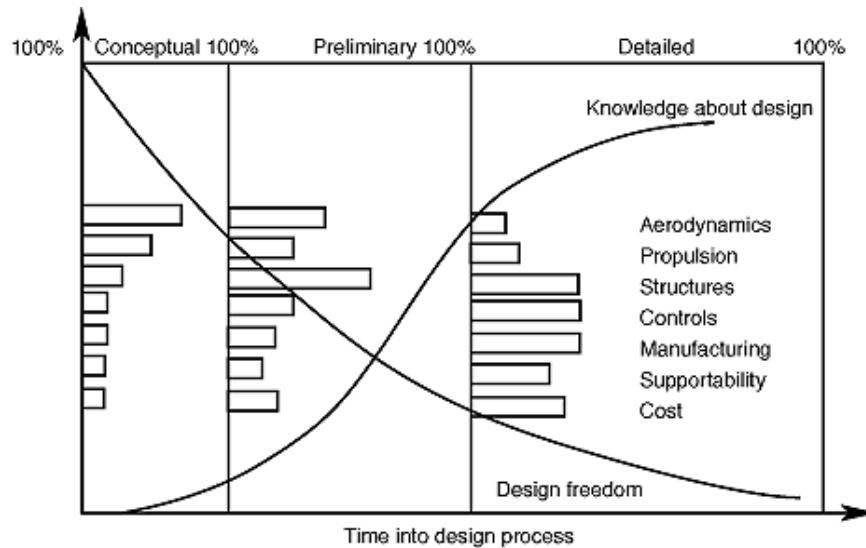 100% Conceptual 100% Preliminary 100% Detailed 100%
Knowledge about design
Aerodynamics
Propulsion
Structures
Controls
Manufacturing
Supportability
Cost
Design freedom
Time into design process